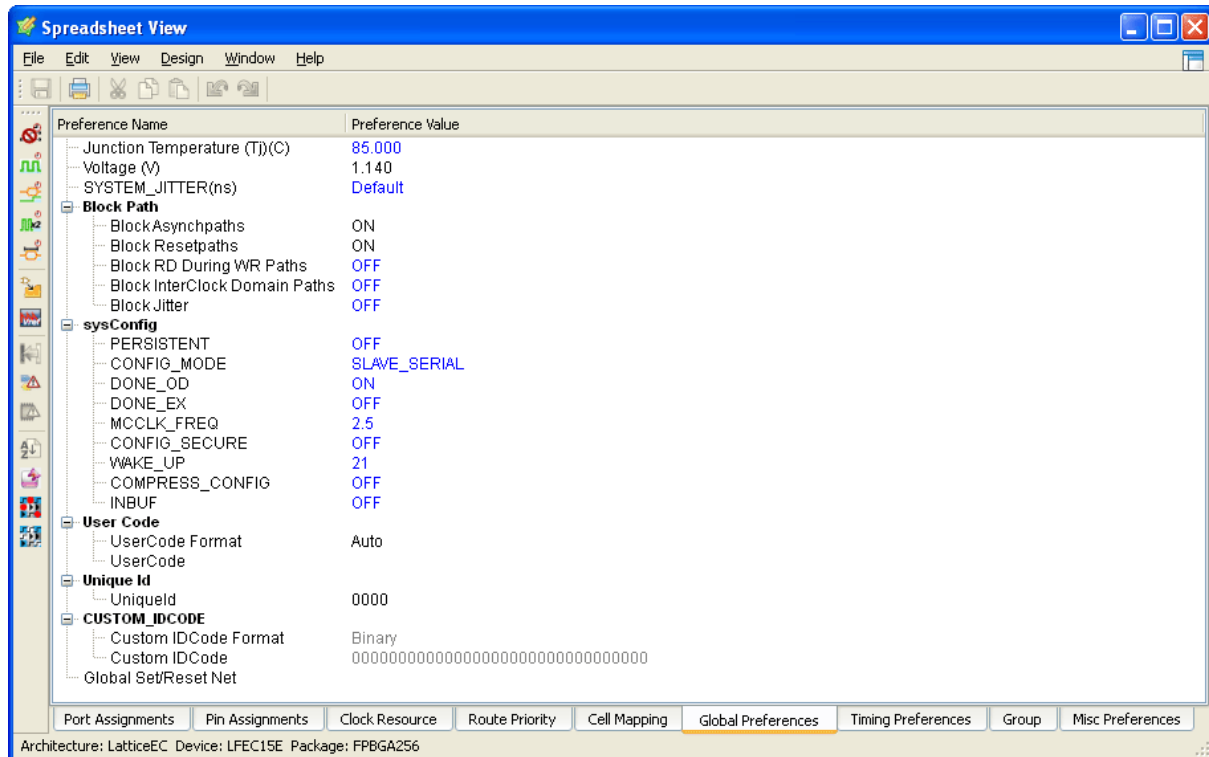 Spreadsheet View
File Edit View Design Window Help
Preference Name Preference Value
Junction Temperature (Tj)(C) 85.000
Voltage (V) 1.140
SYSTEM_JITTER(ns) Default
Block Path
Block Asynchpaths ON
Block Resetpaths ON
Block RD During WR Paths OFF
Block InterClock Domain Paths OFF
Block Jitter OFF
sysConfig
PERSISTENT OFF
CONFIG_MODE SLAVE_SERIAL
DONE_OD ON
DONE_EX OFF
MCCLK_FREQ 2.5
CONFIG_SECURE OFF
WAKE_UP 21
COMPRESS_CONFIG OFF
INBUF OFF
User Code
UserCode Format Auto
UserCode
Unique Id
UniqueId 0000
CUSTOM_IDCODE
Custom IDCode Format Binary
Custom IDCode 00000000000000000000000000000000
Global Set/Reset Net
Port Assignments Pin Assignments Clock Resource Route Priority Cell Mapping Global Preferences Timing Preferences Group Misc Preferences
Architecture: LatticeEC Device: LFEC15E Package: FPBGA256